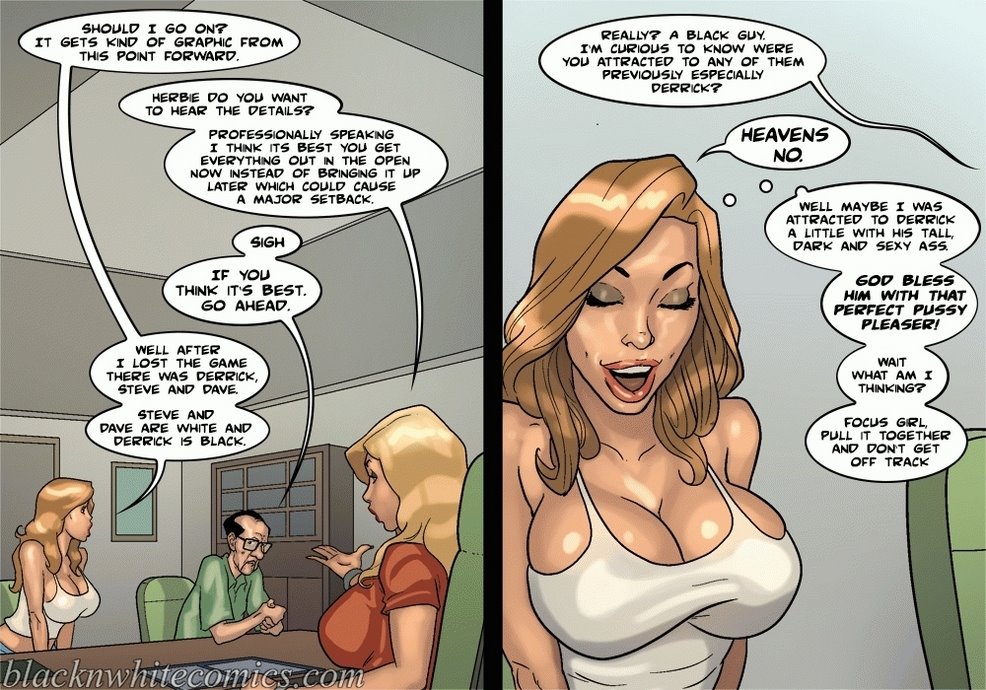 SHOULD I GO ON?
IT GETS KIND OF GRAPHIC FROM
THIS POINT FORWARD.
HERBIE DO YOU WANT
TO HEAR THE DETAILS?
PROFESSIONALLY SPEAKING
I THINK ITS BEST YOU GET
EVERYTHING OUT IN THE OPEN
NOW INSTEAD OF BRINGING IT UP
LATER WHICH COULD CAUSE
A MAJOR SETBACK.
SIGH
IF YOU
THINK IT'S BEST.
GO AHEAD.
WELL AFTER
I LOST THE GAME
THERE WAS DERRICK,
STEVE AND DAVE.
STEVE AND
DAVE ARE WHITE AND
DERRICK IS BLACK.
REALLY? A BLACK GUY.
I'M CURIOUS TO KNOW WERE
YOU ATTRACTED TO ANY OF THEM
PREVIOUSLY ESPECIALLY
DERRICK?
HEAVENS
NO.
WELL MAYBE I WAS
ATTRACTED TO DERRICK
A LITTLE WITH HIS TALL,
DARK AND SEXY ASS.
GOD BLESS
HIM WITH THAT
PERFECT PUSSY
PLEASER!
WAIT
WHAT AM I
THINKING?
FOCUS GIRL,
PULL IT TOGETHER
AND DON'T GET
OFF TRACK
blacknwhitecomics.com